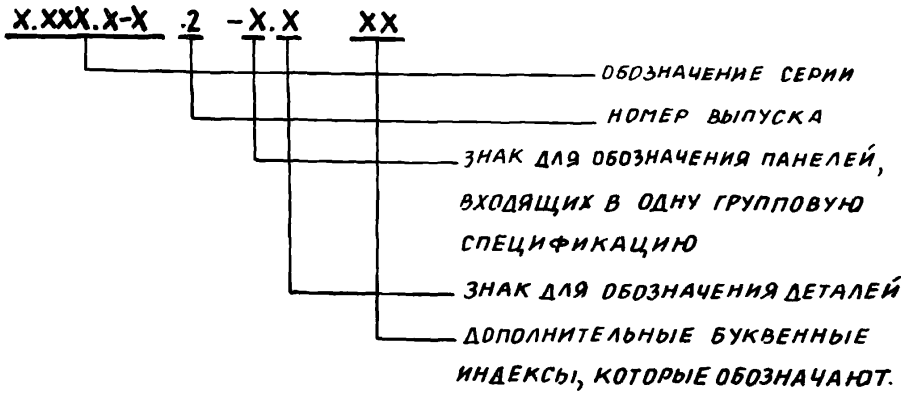 X.XXX.X-X .2 -X.X XX
ОБОЗНАЧЕНИЕ СЕРИИ
НОМЕР ВЫПУСКА
ЗНАК ДЛЯ ОБОЗНАЧЕНИЯ ПАНЕЛЕЙ,
ВХОДЯЩИХ В ОДНУ ГРУППОВУЮ
СПЕЦИФИКАЦИЮ
ЗНАК ДЛЯ ОБОЗНАЧЕНИЯ ДЕТАЛЕЙ
ДОПОЛНИТЕЛЬНЫЕ БУКВЕННЫЕ
ИНДЕКСЫ, КОТОРЫЕ ОБОЗНАЧАЮТ.